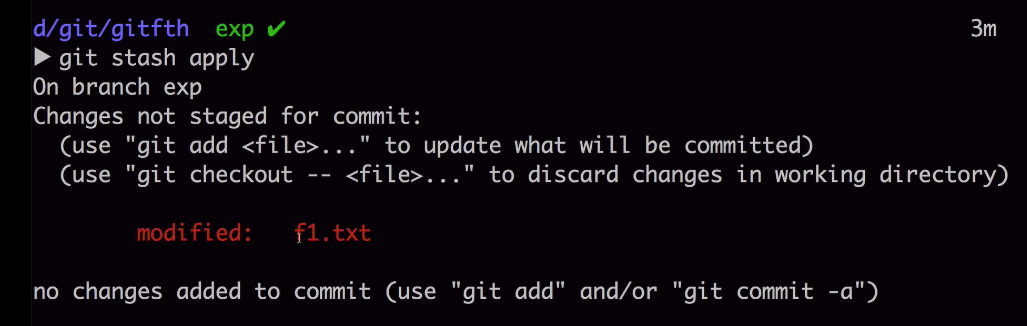 d/git/gitfth exp ✔ 3m
▶ git stash apply
On branch exp
Changes not staged for commit:
(use "git add <file>..." to update what will be committed)
(use "git checkout -- <file>..." to discard changes in working directory)
modified: f1.txt
no changes added to commit (use "git add" and/or "git commit -a")